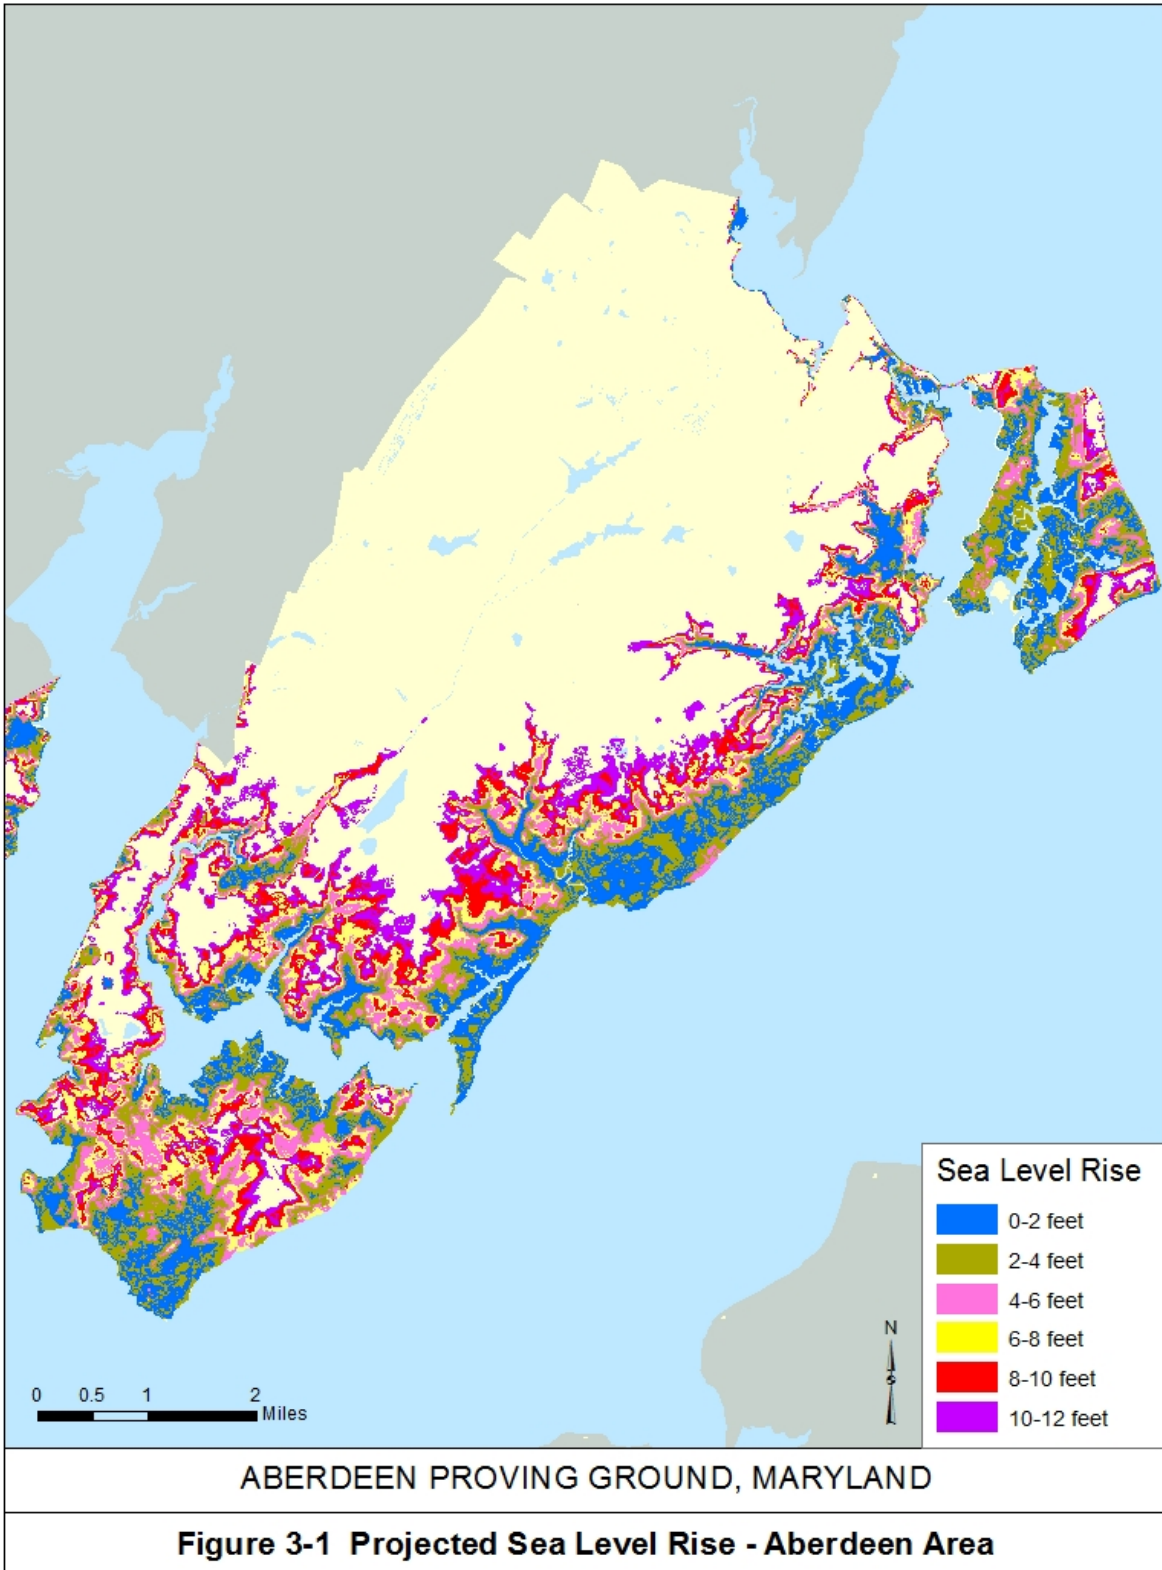 Sea Level Rise
0-2 feet
2-4 feet
4-6 feet
6-8 feet
8-10 feet
10-12 feet
N
0 0.5 1 2
Miles
ABERDEEN PROVING GROUND, MARYLAND
Figure 3-1 Projected Sea Level Rise - Aberdeen Area